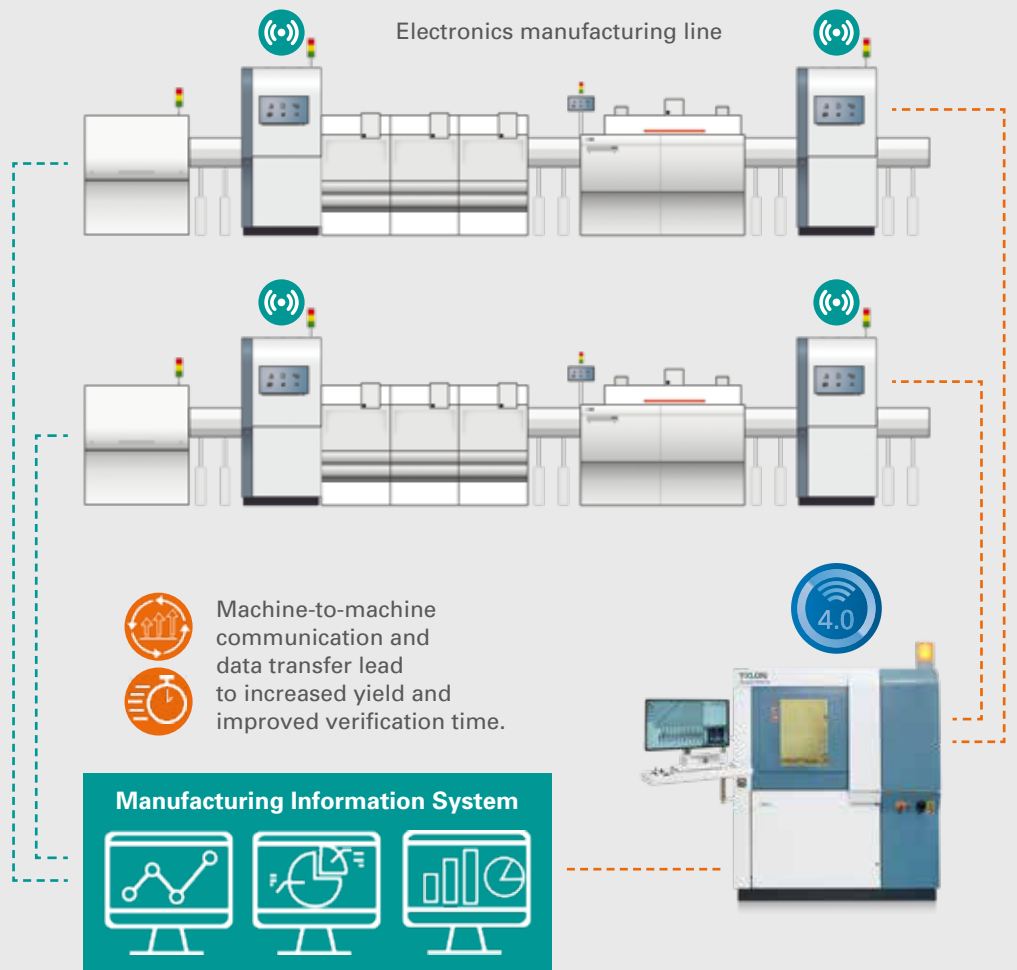 Electronics manufacturing line
4.0
Machine-to-machine
communication and
data transfer lead
to increased yield and
improved verification time.
Manufacturing Information System